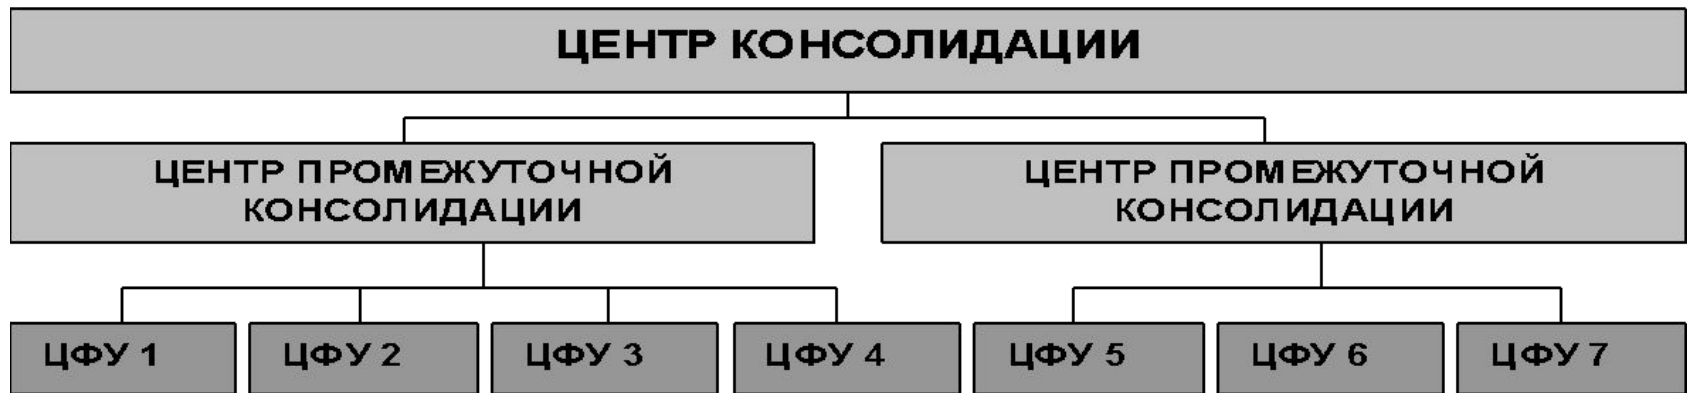 ЦЕНТР КОНСОЛИДАЦИИ
ЦЕНТР ПРОМЕЖУТОЧНОЙ
КОНСОЛИДАЦИИ
ЦЕНТР ПРОМЕЖУТОЧНОЙ
КОНСОЛИДАЦИИ
ЦФУ 1
ЦФУ 2
ЦФУ 3
ЦФУ 4
ЦФУ 5
ЦФУ 6
ЦФУ 7